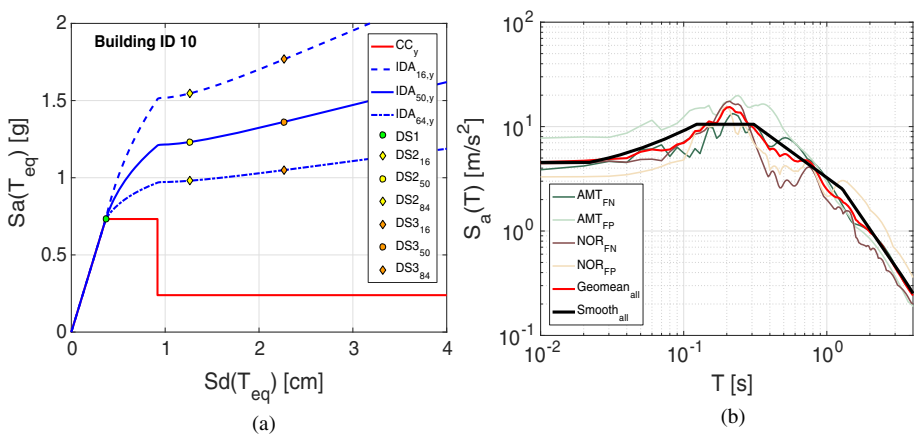 Building ID 10
CC_y
IDA_16,y
IDA_50,y
IDA_64,y
DS1
DS2_16
DS2_50
DS2_84
DS3_16
DS3_50
DS3_84
Sa(T_eq) [g]
2
1.5
1
0.5
0
0 1 2 3 4
Sd(T_eq) [cm]
(a)
S_a(T) [m/s^2]
10^2
10^1
10^0
10^-1
AMT_FN
AMT_FP
NOR_FN
NOR_FP
Geomean_all
Smooth_all
10^-2 10^-1 10^0
T [s]
(b)